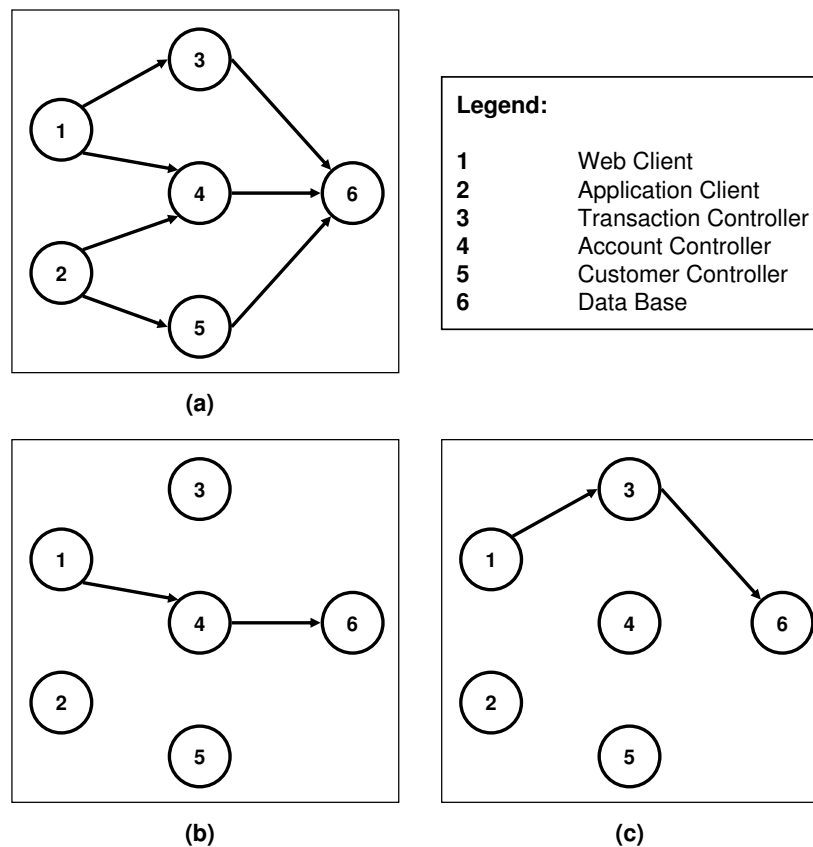 3
1
4
6
2
5
(a)
Legend:
1 Web Client
2 Application Client
3 Transaction Controller
4 Account Controller
5 Customer Controller
6 Data Base
3
1
4
6
2
5
(b)
3
1
4
6
2
5
(c)